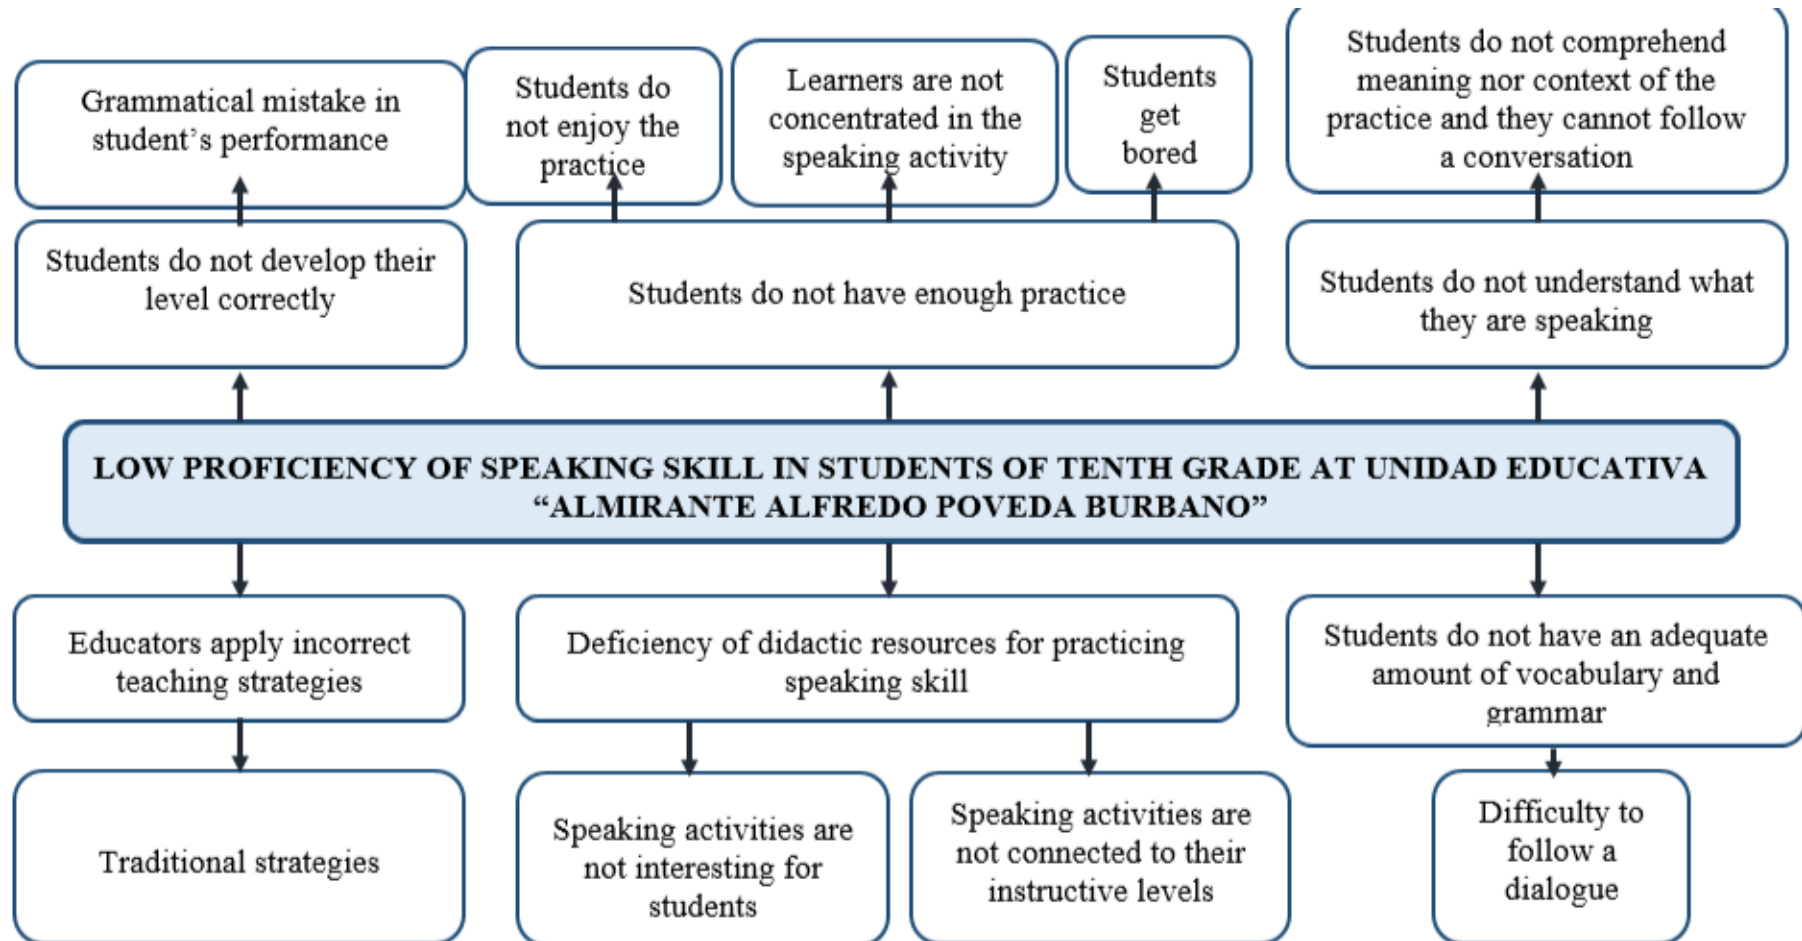 Grammatical mistake in
student's performance
Students do
not enjoy the
practice
Learners are not
concentrated in the
speaking activity
Students
get
bored
Students do not comprehend
meaning nor context of the
practice and they cannot follow
a conversation
Students do not develop their
level correctly
Students do not have enough practice
Students do not understand what
they are speaking
LOW PROFICIENCY OF SPEAKING SKILL IN STUDENTS OF TENTH GRADE AT UNIDAD EDUCATIVA
“ALMIRANTE ALFREDO POVEDA BURBANO”
Educators apply incorrect
teaching strategies
Deficiency of didactic resources for practicing
speaking skill
Students do not have an adequate
amount of vocabulary and
grammar
Traditional strategies
Speaking activities are
not interesting for
students
Speaking activities are
not connected to their
instructive levels
Difficulty to
follow a
dialogue